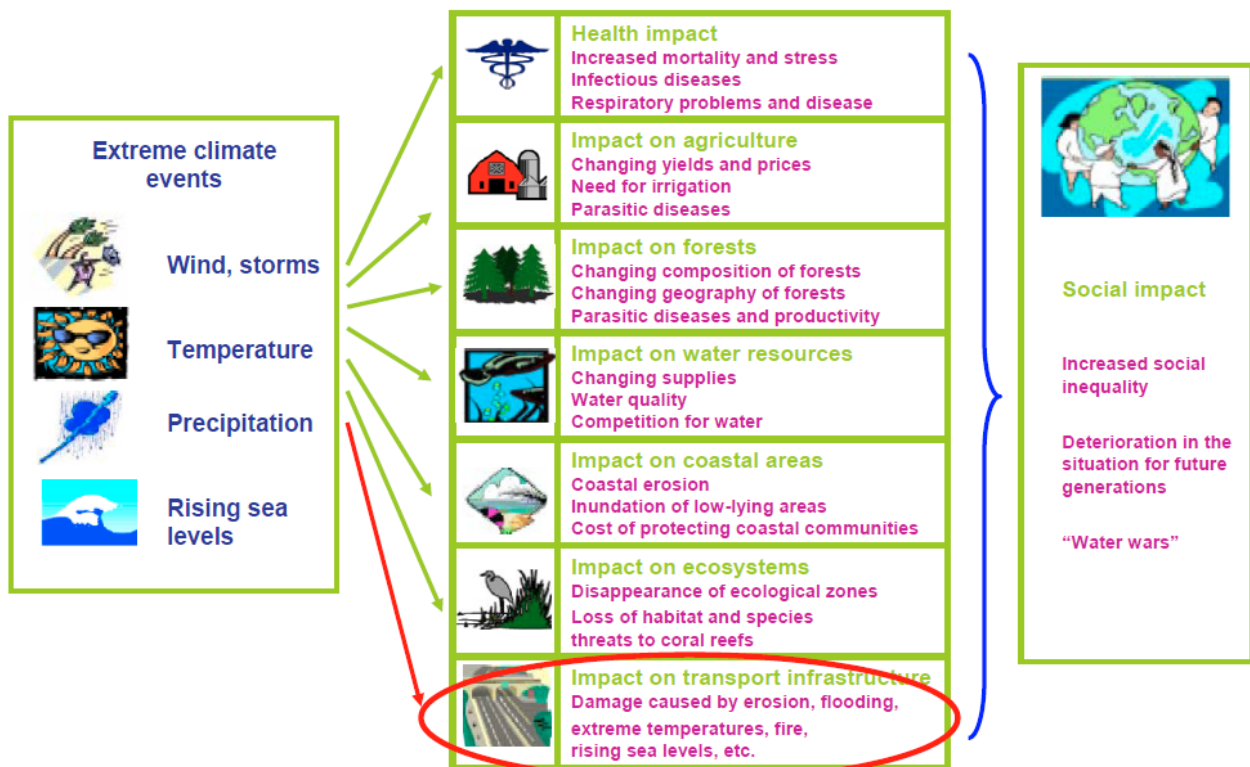 Extreme climate
events
Wind, storms
Temperature
Precipitation
Rising sea
levels
Health impact
Increased mortality and stress
Infectious diseases
Respiratory problems and disease
Impact on agriculture
Changing yields and prices
Need for irrigation
Parasitic diseases
Impact on forests
Changing composition of forests
Changing geography of forests
Parasitic diseases and productivity
Impact on water resources
Changing supplies
Water quality
Competition for water
Impact on coastal areas
Coastal erosion
Inundation of low-lying areas
Cost of protecting coastal communities
Impact on ecosystems
Disappearance of ecological zones
Loss of habitat and species
threats to coral reefs
Impact on transport infrastructure
Damage caused by erosion, flooding,
extreme temperatures, fire,
rising sea levels, etc.
Social impact
Increased social
inequality
Deterioration in the
situation for future
generations
“Water wars”